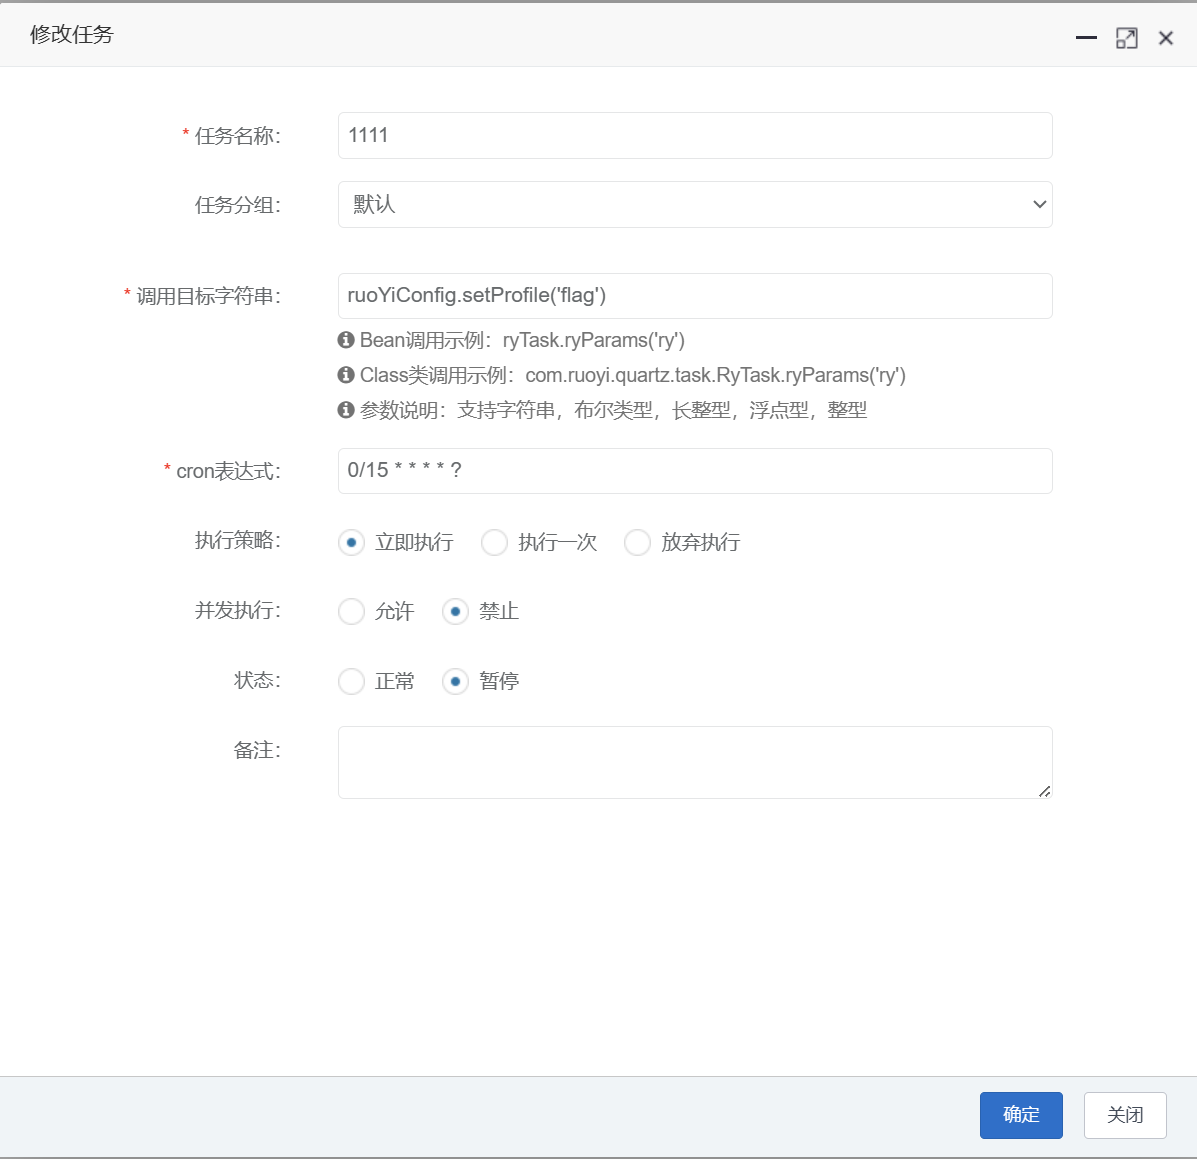 修改任务
* 任务名称: 1111
任务分组: 默认
* 调用目标字符串: ruoYiConfig.setProfile('flag')
Bean调用示例：ryTask.ryParams('ry')
Class类调用示例：com.ruoyi.quartz.task.RyTask.ryParams('ry')
参数说明：支持字符串，布尔类型，长整型，浮点型，整型
* cron表达式: 0/15 * * * * ?
执行策略: 立即执行 执行一次 放弃执行
并发执行: 允许 禁止
状态: 正常 暂停
备注:
确定 关闭